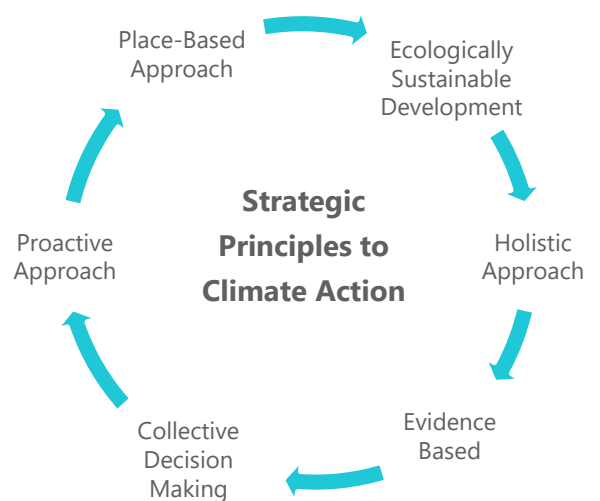 Place-Based
Approach
Ecologically
Sustainable
Development
Strategic
Principles to
Climate Action
Holistic
Approach
Evidence
Based
Collective
Decision
Making
Proactive
Approach